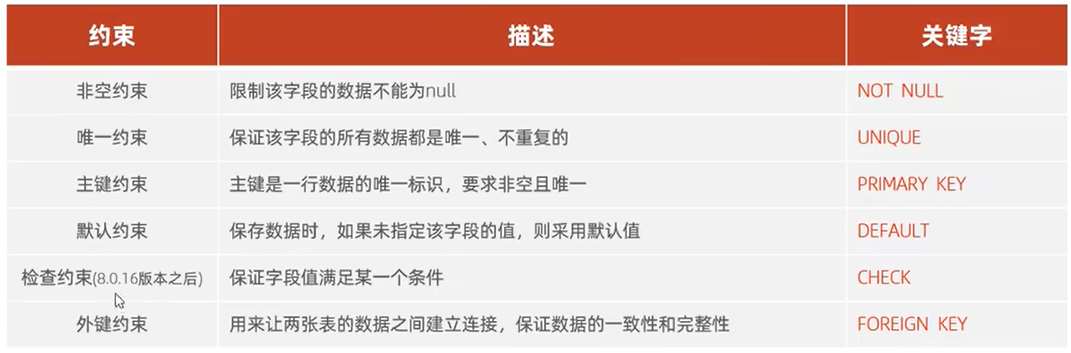 约束 描述 关键字
非空约束 限制该字段的数据不能为null NOT NULL
唯一约束 保证该字段的所有数据都是唯一、不重复的 UNIQUE
主键约束 主键是一行数据的唯一标识，要求非空且唯一 PRIMARY KEY
默认约束 保存数据时，如果未指定该字段的值，则采用默认值 DEFAULT
检查约束(8.0.16版本之后) 保证字段值满足某一个条件 CHECK
外键约束 用来让两张表的数据之间建立连接，保证数据的一致性和完整性 FOREIGN KEY